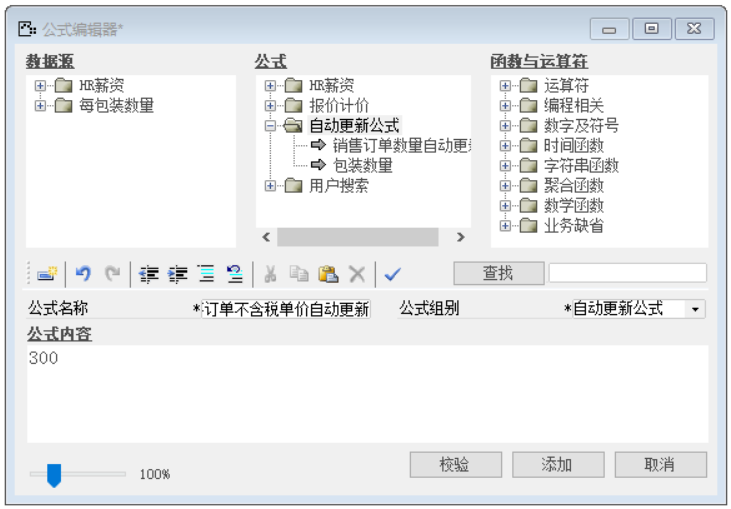 公式编辑器*
数据源
HR薪资
每包装数量
公式
HR薪资
报价计价
自动更新公式
销售订单数量自动更
包装数量
用户搜索
函数与运算符
运算符
编程相关
数字及符号
时间函数
字符串函数
聚合函数
数学函数
业务缺省
查找
公式名称 *订单不含税单价自动更新 公式组别 *自动更新公式
公式内容
300
100%
校验 添加 取消